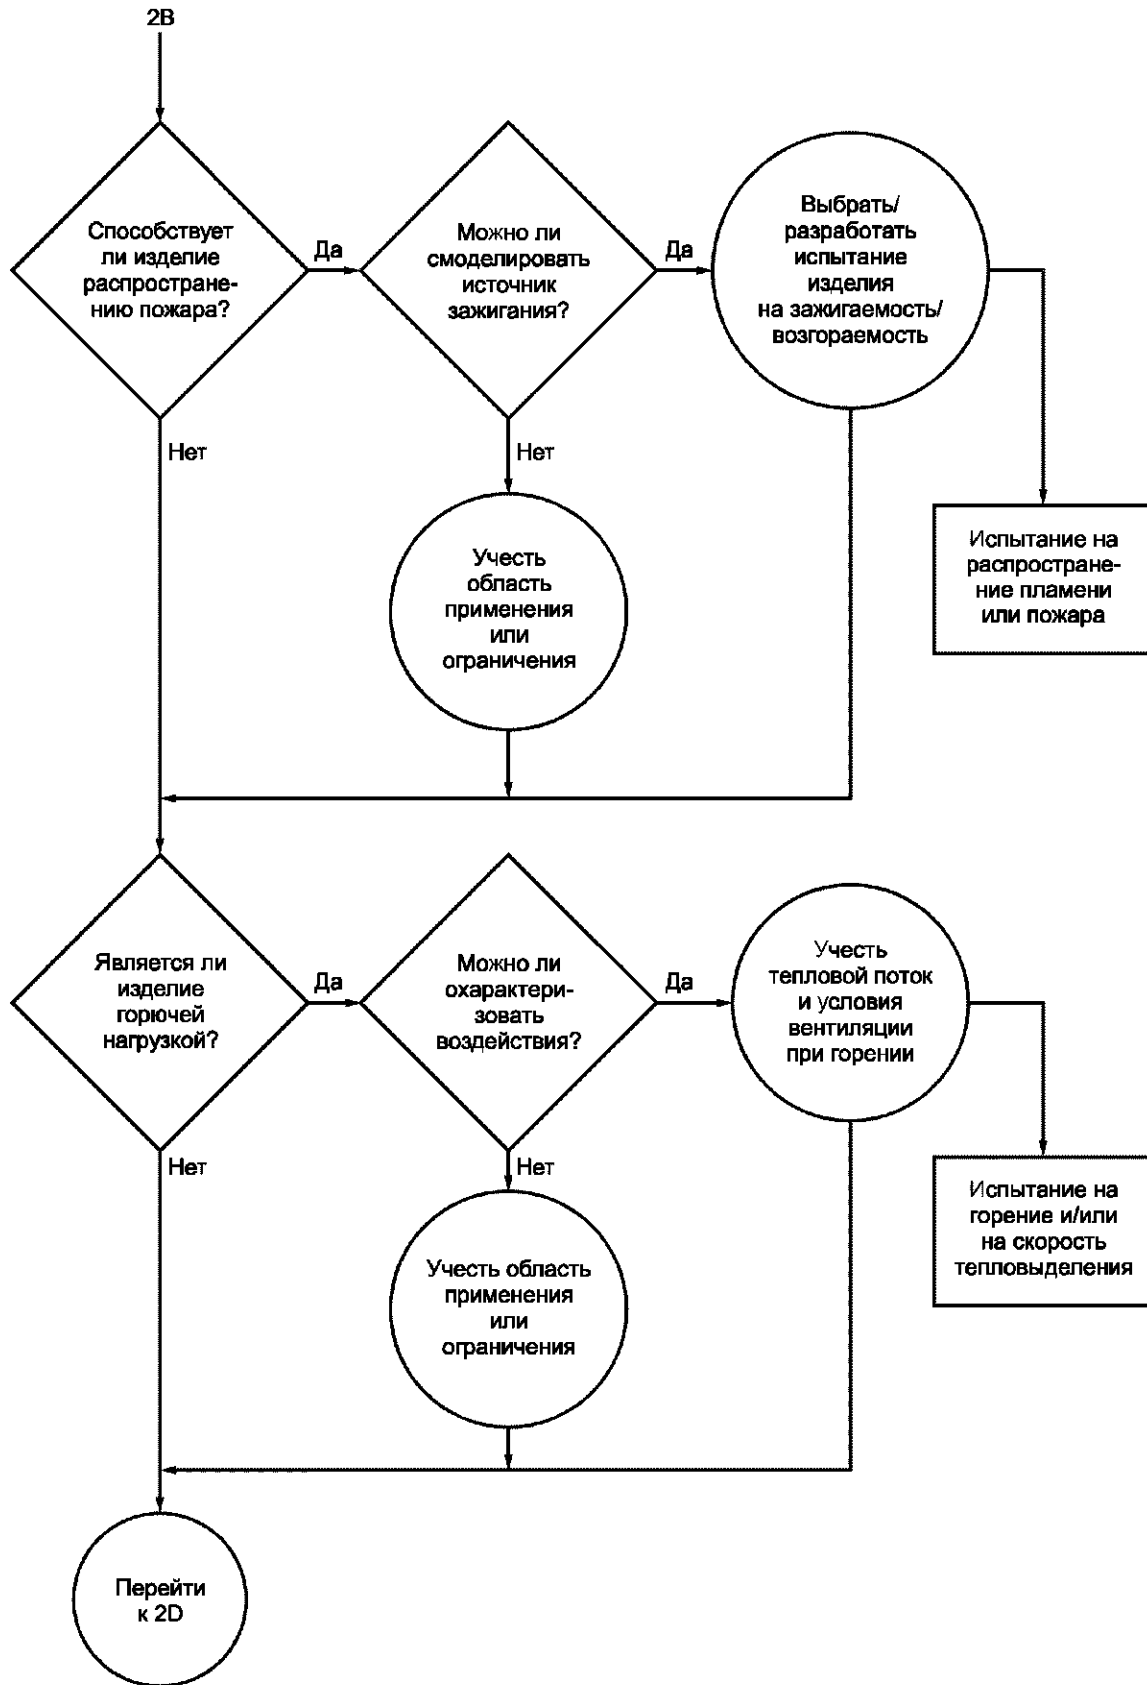 2В
Способствует
ли изделие
распростране-
нию пожара?
Да
Можно ли
смоделировать
источник
зажигания?
Да
Выбрать/
разработать
испытание
изделия
на зажигаемость/
возгораемость
Нет
Нет
Учесть
область
применения
или
ограничения
Испытание на
распростране-
ние пламени
или пожара
Является ли
изделие
горючей
нагрузкой?
Да
Можно ли
охарактери-
зовать
воздействия?
Да
Учесть
тепловой поток
и условия
вентиляции
при горении
Нет
Нет
Учесть область
применения
или
ограничения
Испытание на
горение и/или
на скорость
тепловыделения
Перейти
к 2D